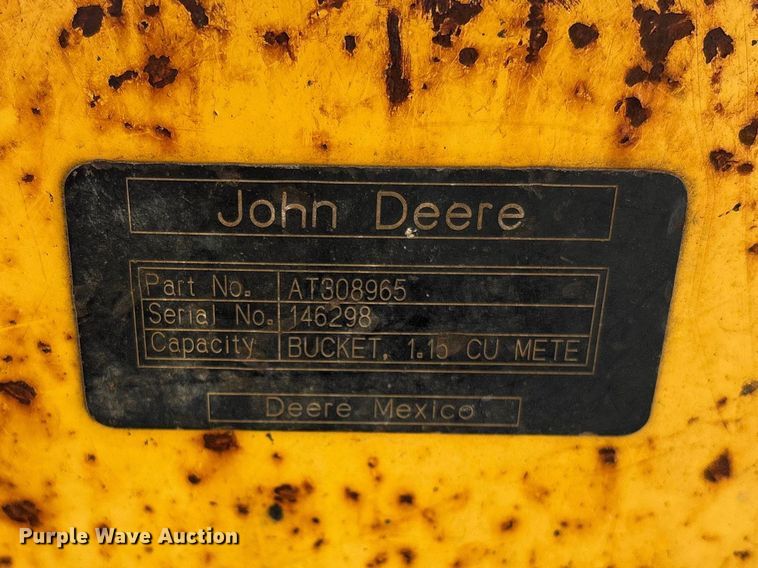 John Deere
Part No. AT308965
Serial No. 146298
Capacity BUCKET, 1.15 CU METE
Deere Mexico
Purple Wave Auction